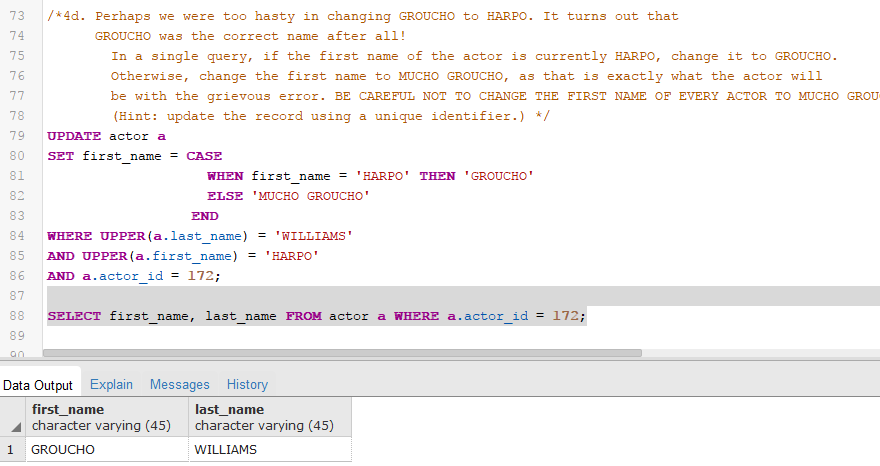 73 /*4d. Perhaps we were too hasty in changing GROUCHO to HARPO. It turns out that
74 GROUCHO was the correct name after all!
75 In a single query, if the first name of the actor is currently HARPO, change it to GROUCHO.
76 Otherwise, change the first name to MUCHO GROUCHO, as that is exactly what the actor will
77 be with the grievous error. BE CAREFUL NOT TO CHANGE THE FIRST NAME OF EVERY ACTOR TO MUCHO GROU
78 (Hint: update the record using a unique identifier.) */
79 UPDATE actor a
80 SET first_name = CASE
81 WHEN first_name = 'HARPO' THEN 'GROUCHO'
82 ELSE 'MUCHO GROUCHO'
83 END
84 WHERE UPPER(a.last_name) = 'WILLIAMS'
85 AND UPPER(a.first_name) = 'HARPO'
86 AND a.actor_id = 172;
87
88 SELECT first_name, last_name FROM actor a WHERE a.actor_id = 172;
89
90
Data Output Explain Messages History
first_name last_name
character varying (45) character varying (45)
1 GROUCHO WILLIAMS